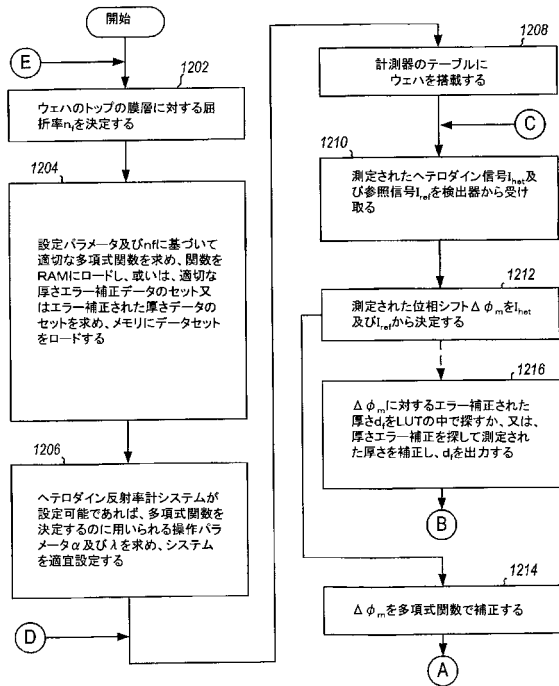 開始
E
1202
ウェハのトップの膜層に対する屈
折率nfを決定する
1204
設定パラメータ及びnfに基づいて
適切な多項式関数を求め、関数を
RAMにロードし、或いは、適切な
厚さエラー補正データのセット又
はエラー補正された厚さデータの
セットを求め、メモリにデータセット
をロードする
1206
ヘテロダイン反射率計システムが
設定可能であれば、多項式関数を
決定するのに用いられる操作パラ
メータα及びλを求め、システム
を適宜設定する
D
1208
計測器のテーブルに
ウェハを搭載する
C
1210
測定されたヘテロダイン信号Ihet及
び参照信号Irefを検出器から受け
取る
1212
測定された位相シフトΔφmをIhet
及びIrefから決定する
1216
Δφmに対するエラー補正された
厚さdfをLUTの中で探すか、又は、
厚さエラー補正を探して測定され
た厚さを補正し、dfを出力する
B
1214
Δφmを多項式関数で補正する
A